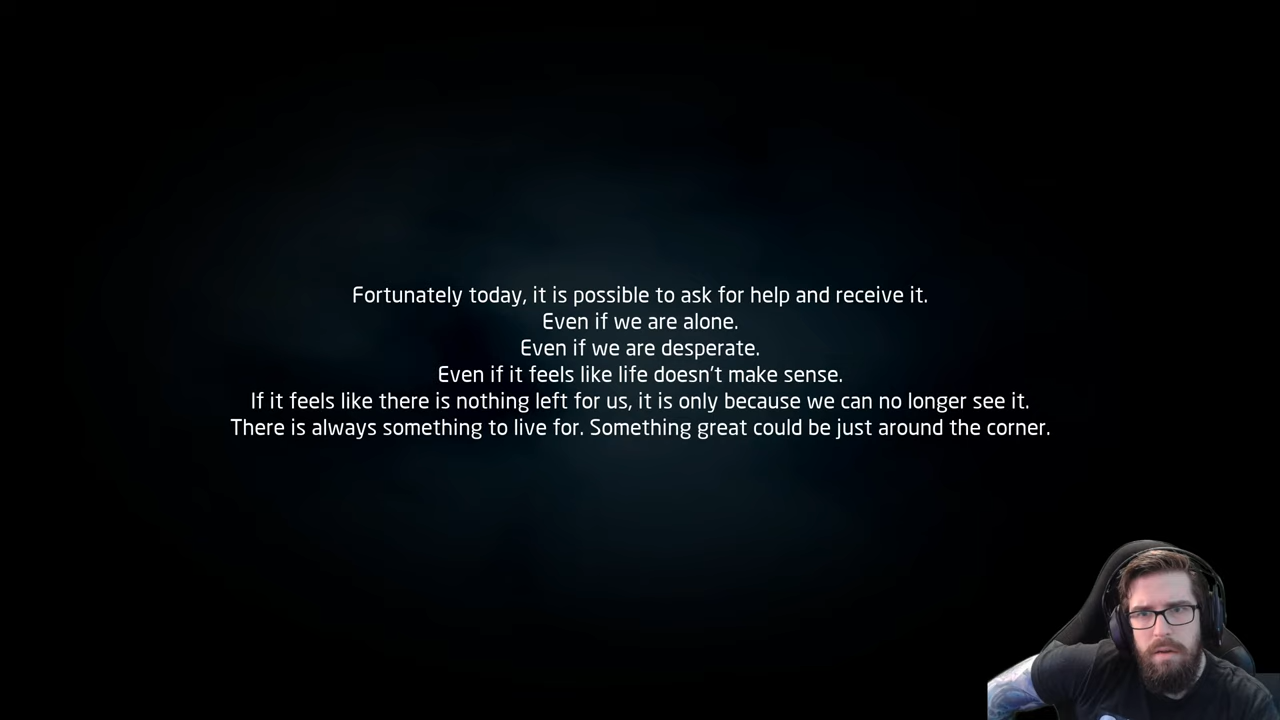 Fortunately today, it is possible to ask for help and receive it.
Even if we are alone.
Even if we are desperate.
Even if it feels like life doesn't make sense.
If it feels like there is nothing left for us, it is only because we can no longer see it.
There is always something to live for. Something great could be just around the corner.